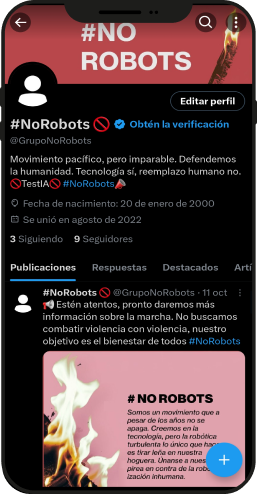 #NO
ROBOTS
Editar perfil
#NoRobots 🚫 Obtén la verificación
@GrupoNoRobots
Movimiento pacífico, pero imparable. Defendemos
la humanidad. Tecnología sí, reemplazo humano no.
🚫TestIA🚫 #NoRobots📣
Fecha de nacimiento: 20 de enero de 2000
Se unió en agosto de 2022
3 Siguiendo 9 Seguidores
Publicaciones Respuestas Destacados Artí
#NoRobots 🚫 @GrupoNoRobots · 11 oct
📢Estén atentos, pronto daremos más
información sobre la marcha. No buscamos
combatir violencia con violencia, nuestro
objetivo es el bienestar de todos #NoRobots
# NO ROBOTS
Somos un movimiento que a
pesar de los años no se
apaga. Creemos en la
tecnología, pero la robótica
turbulenta lo único que
es tirar leña en nuestra
hoguera. Únanse a nues
pirea en contra de la robo
ización inhumana.